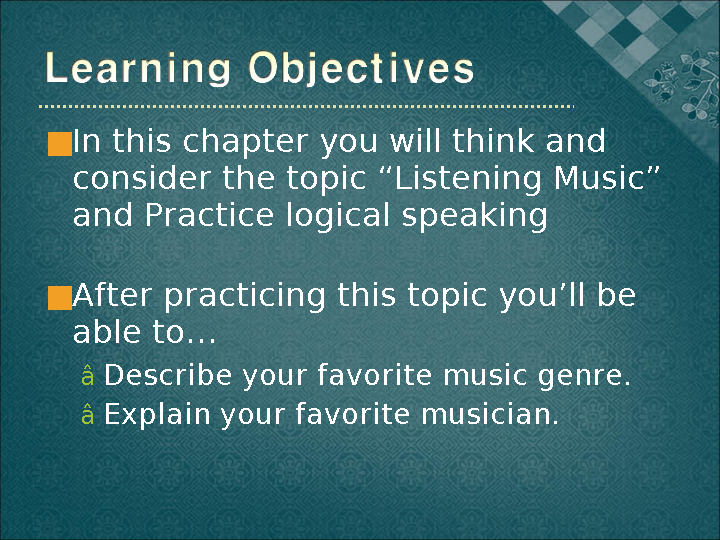 Learning Objectives
■In this chapter you will think and
consider the topic “Listening Music”
and Practice logical speaking
■After practicing this topic you’ll be
able to…
â Describe your favorite music genre.
â Explain your favorite musician.